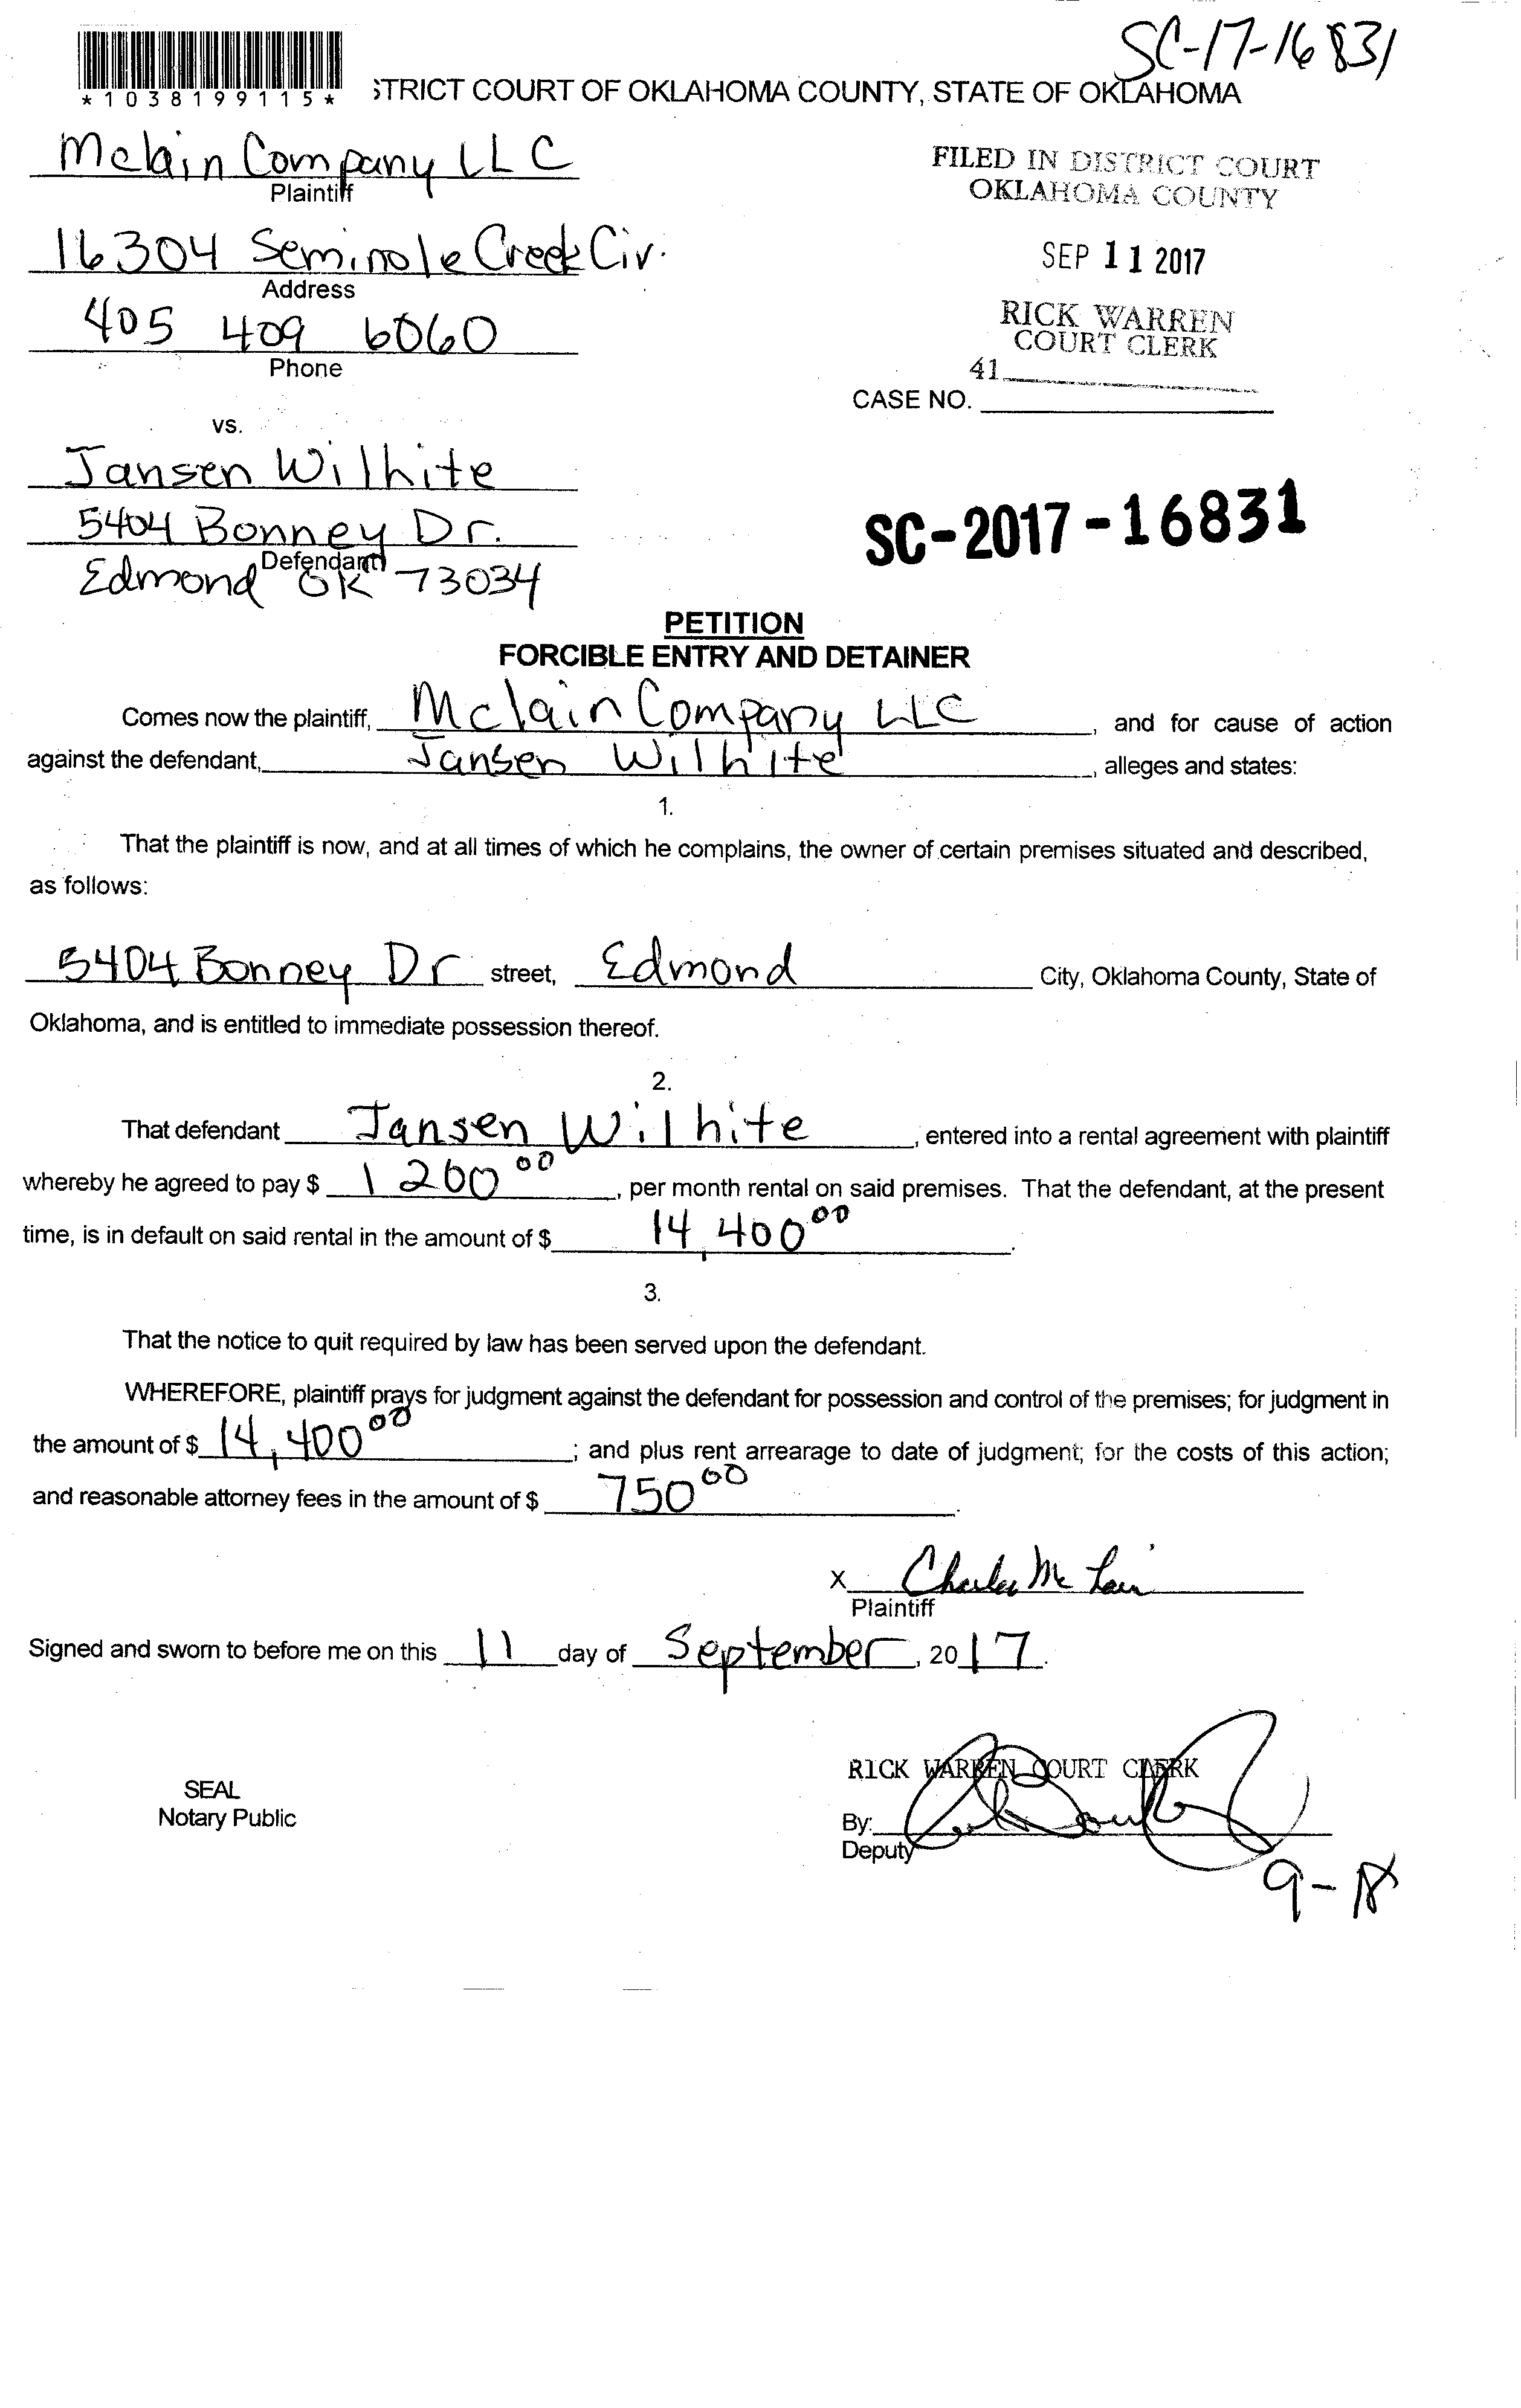 SC-17-16831
*1038199115*
STRICT COURT OF OKLAHOMA COUNTY, STATE OF OKLAHOMA
Mclain Company LLC
Plaintiff
FILED IN DISTRICT COURT
OKLAHOMA COUNTY
16304 Seminole Creek Cir.
Address
SEP 11 2017
405 409 6060
Phone
RICK WARREN
COURT CLERK
41
CASE NO.
vs.
Jansen Wilhite
5404 Bonney Dr.
Defendant
Edmond OK 73034
SC-2017-16831
PETITION
FORCIBLE ENTRY AND DETAINER
Comes now the plaintiff, Mclain Company LLC, and for cause of action
against the defendant, Jansen Wilhite, alleges and states:
1.
That the plaintiff is now, and at all times of which he complains, the owner of certain premises situated and described,
as follows:
5404 Bonney Dr street, Edmond City, Oklahoma County, State of
Oklahoma, and is entitled to immediate possession thereof.
2.
That defendant Jansen Wilhite, entered into a rental agreement with plaintiff
whereby he agreed to pay $ 1200 00, per month rental on said premises. That the defendant, at the present
time, is in default on said rental in the amount of $ 14,400 00.
3.
That the notice to quit required by law has been served upon the defendant.
WHEREFORE, plaintiff prays for judgment against the defendant for possession and control of the premises; for judgment in
the amount of $ 14,400 00; and plus rent arrearage to date of judgment; for the costs of this action;
and reasonable attorney fees in the amount of $ 750 00.
X Charles McLain
Plaintiff
Signed and sworn to before me on this 11 day of September, 2017.
RICK WARREN COURT CLERK
SEAL
Notary Public
By:
Deputy
9-18